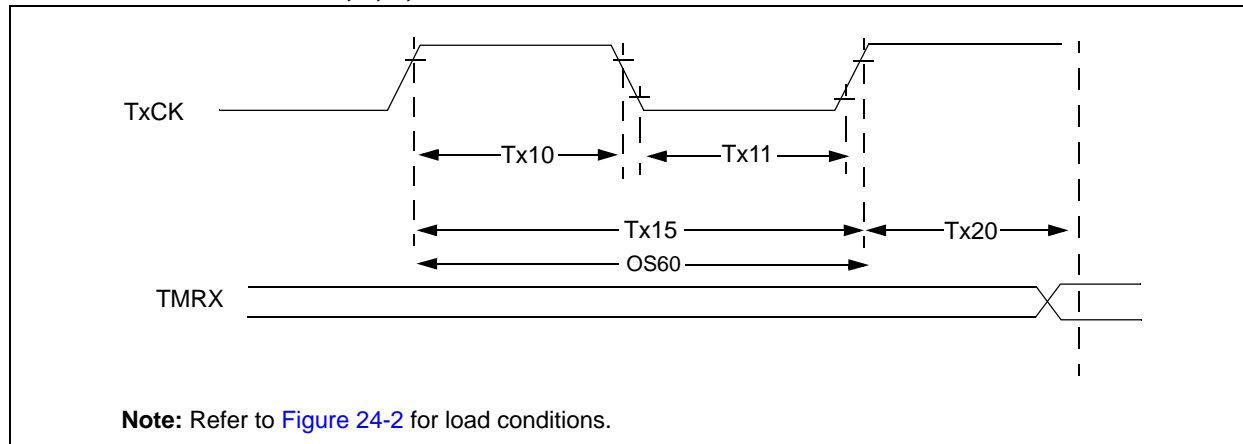 TxCK
Tx10
Tx11
Tx15
Tx20
OS60
TMRX
Note: Refer to Figure 24-2 for load conditions.